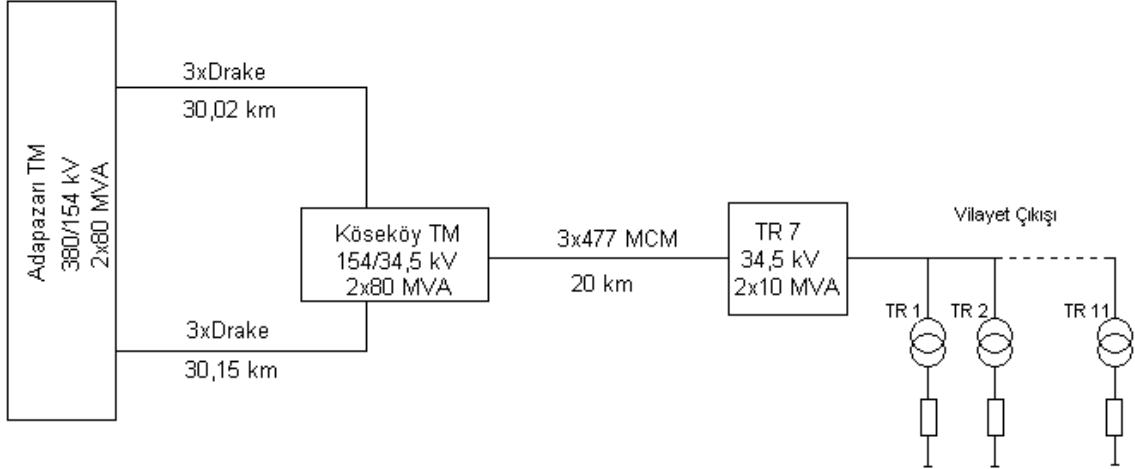 Adapazarı TM
380/154 kV
2x80 MVA
3xDrake
30,02 km
3xDrake
30,15 km
Köseköy TM
154/34,5 kV
2x80 MVA
3x477 MCM
20 km
TR 7
34,5 kV
2x10 MVA
Vilayet Çıkışı
TR 1
TR 2
TR 11